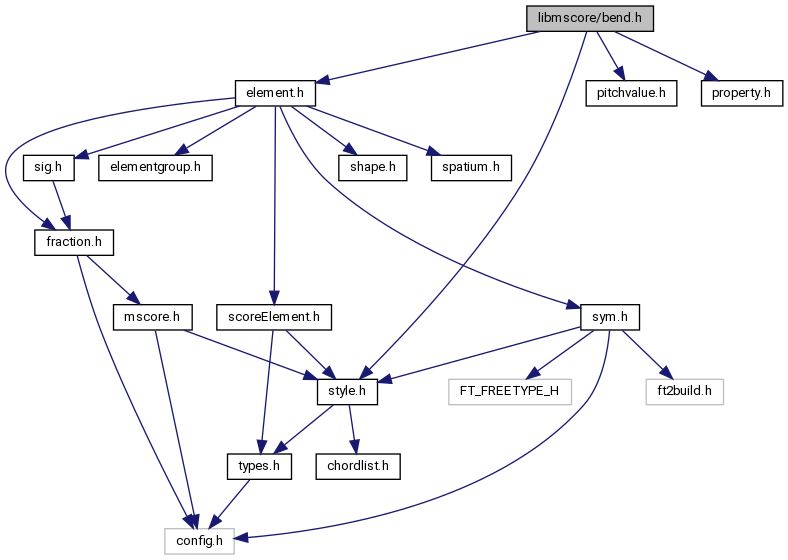 libmscore/bend.h
element.h
pitchvalue.h
property.h
sig.h
elementgroup.h
shape.h
spatium.h
fraction.h
mscore.h
scoreElement.h
sym.h
style.h
FT_FREETYPE_H
ft2build.h
types.h
chordlist.h
config.h